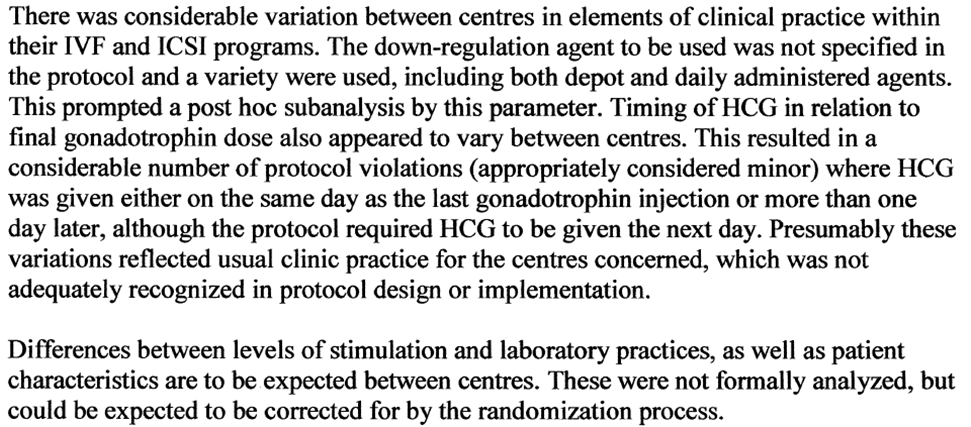 There was considerable variation between centres in elements of clinical practice within
their IVF and ICSI programs. The down-regulation agent to be used was not specified in
the protocol and a variety were used, including both depot and daily administered agents.
This prompted a post hoc subanalysis by this parameter. Timing of HCG in relation to
final gonadotrophin dose also appeared to vary between centres. This resulted in a
considerable number of protocol violations (appropriately considered minor) where HCG
was given either on the same day as the last gonadotrophin injection or more than one
day later, although the protocol required HCG to be given the next day. Presumably these
variations reflected usual clinic practice for the centres concerned, which was not
adequately recognized in protocol design or implementation.
Differences between levels of stimulation and laboratory practices, as well as patient
characteristics are to be expected between centres. These were not formally analyzed, but
could be expected to be corrected for by the randomization process.